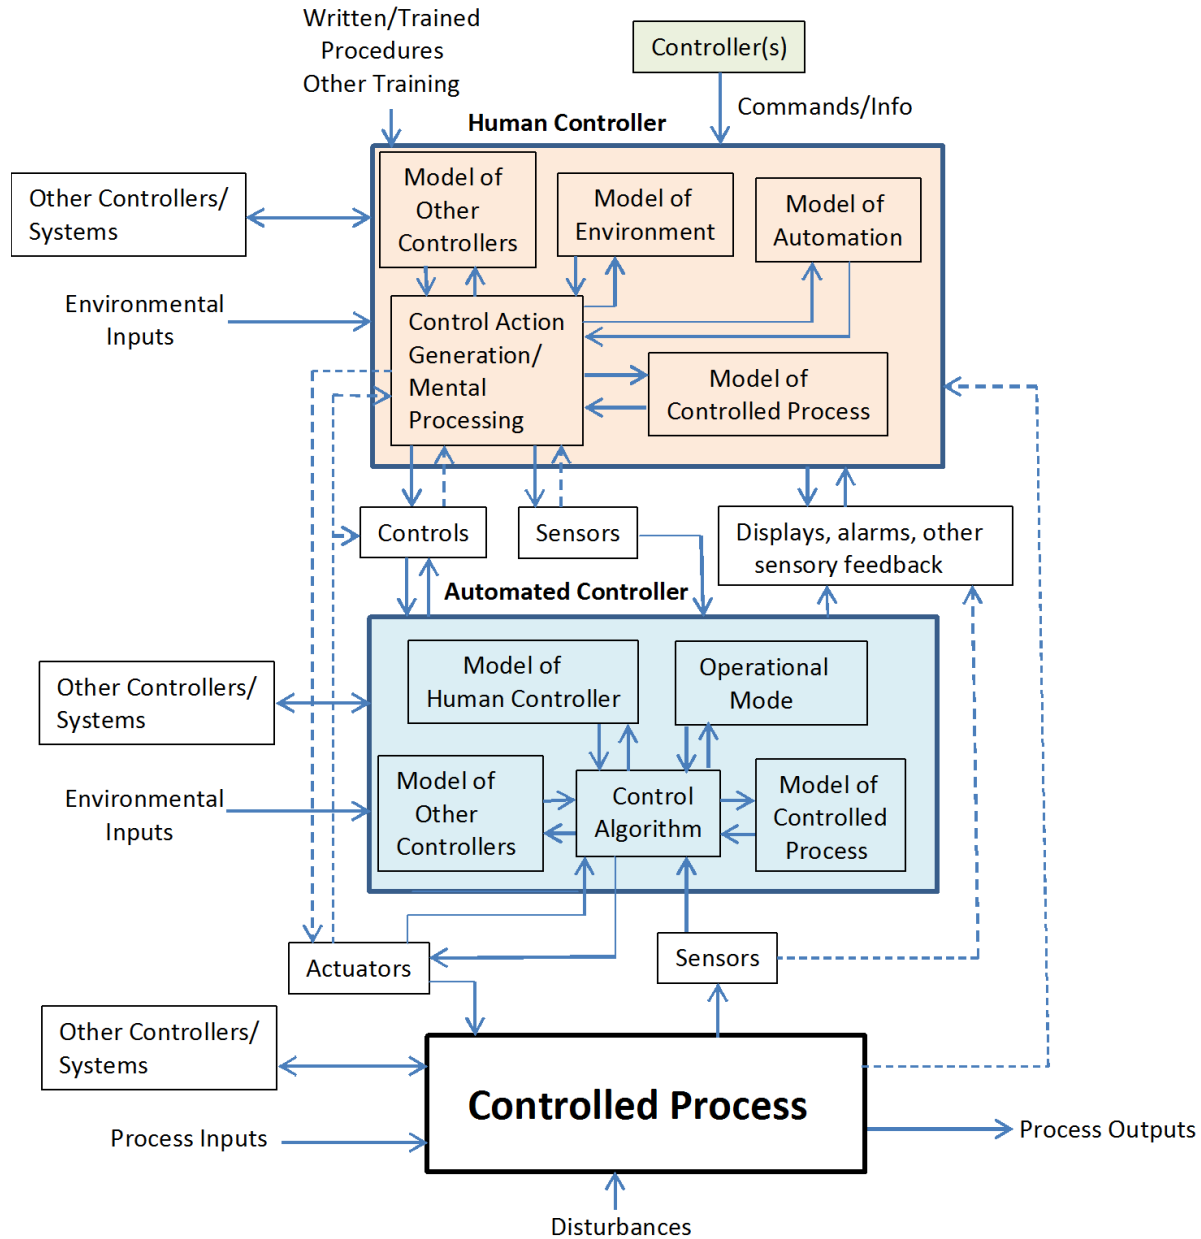 Written/Trained
Procedures
Other Training
Controller(s)
Commands/Info
Human Controller
Other Controllers/
Systems
Model of
Other
Controllers
Model of
Environment
Model of
Automation
Environmental
Inputs
Control Action
Generation/
Mental
Processing
Model of
Controlled Process
Controls
Sensors
Displays, alarms, other
sensory feedback
Automated Controller
Other Controllers/
Systems
Model of
Human Controller
Operational
Mode
Environmental
Inputs
Model of
Other
Controllers
Control
Algorithm
Model of
Controlled
Process
Actuators
Sensors
Other Controllers/
Systems
Controlled Process
Process Inputs
Process Outputs
Disturbances